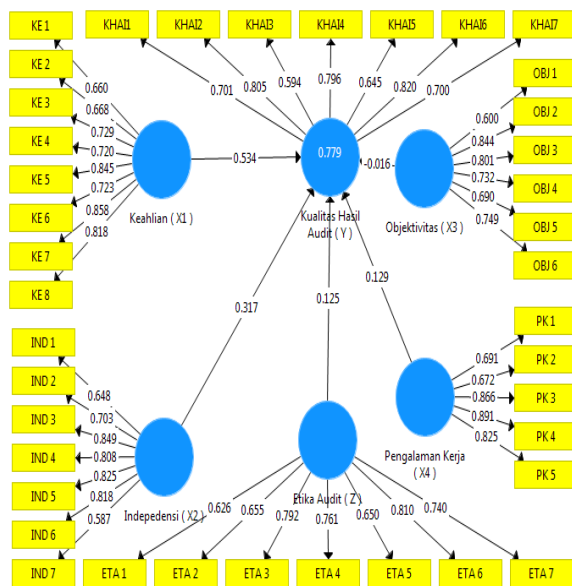 KE 1
KHAI1
KHAI2
KHAI3
KHAI4
KHAI5
KHAI6
KHAI7
KE 2
KE 3
KE 4
KE 5
KE 6
KE 7
KE 8
0.660
0.668
0.729
0.720
0.845
0.723
0.858
0.818
Keahlian ( X1 )
0.701
0.805
0.594
0.796
0.645
0.820
0.700
0.534
0.779
Kualitas Hasil
Audit ( Y )
-0.016
Objektivitas ( X3 )
0.600
0.844
0.801
0.732
0.690
0.749
OBJ 1
OBJ 2
OBJ 3
OBJ 4
OBJ 5
OBJ 6
0.317
0.125
0.129
IND 1
IND 2
IND 3
IND 4
IND 5
IND 6
IND 7
0.648
0.703
0.849
0.808
0.825
0.818
0.587
Indepedensi ( X2 )
Etika Audit ( Z )
Pengalaman Kerja
( X4 )
0.691
0.672
0.866
0.891
0.825
PK 1
PK 2
PK 3
PK 4
PK 5
0.626
0.655
0.792
0.761
0.650
0.810
0.740
ETA 1
ETA 2
ETA 3
ETA 4
ETA 5
ETA 6
ETA 7